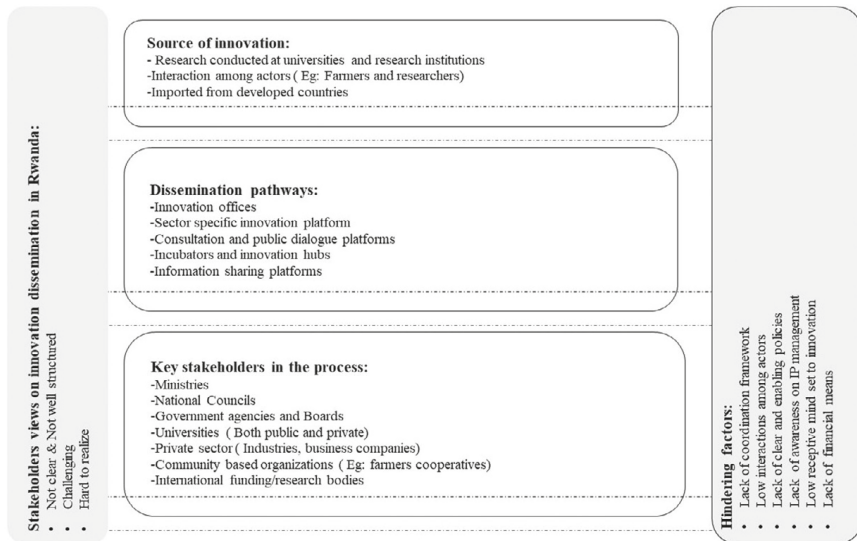 Stakeholders views on innovation dissemination in Rwanda:
• Not clear & Not well structured
• Challenging
• Hard to realize
Source of innovation:
- Research conducted at universities and research institutions
-Interaction among actors ( Eg: Farmers and researchers)
-Imported from developed countries
Dissemination pathways:
-Innovation offices
-Sector specific innovation platform
-Consultation and public dialogue platforms
-Incubators and innovation hubs
-Information sharing platforms
Key stakeholders in the process:
-Ministries
-National Councils
-Government agencies and Boards
-Universities ( Both public and private)
-Private sector ( Industries, business companies)
-Community based organizations ( Eg: farmers cooperatives)
-International funding/research bodies
Hindering factors:
• Lack of coordination framework
• Low interactions among actors
• Lack of clear and enabling policies
• Lack of awareness on IP management
• Low receptive mind set to innovation
• Lack of financial means